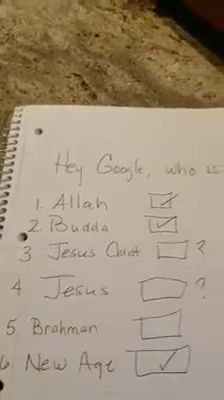 Hey Google, who is
1. Allah ☑
2. Budda ☑
3 Jesus Christ ☐ ?
4 Jesus ☐ ?
5 Brahman ☐
6. New Age ☑